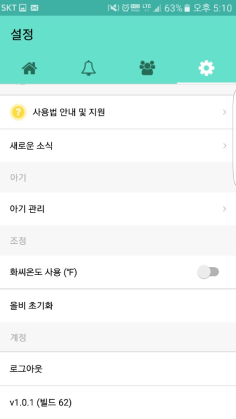 SKT 63% 오후 5:10
설정
? 사용법 안내 및 지원
새로운 소식
아기
아기 관리
조정
화씨온도 사용 (°F)
올비 초기화
계정
로그아웃
v1.0.1 (빌드 62)